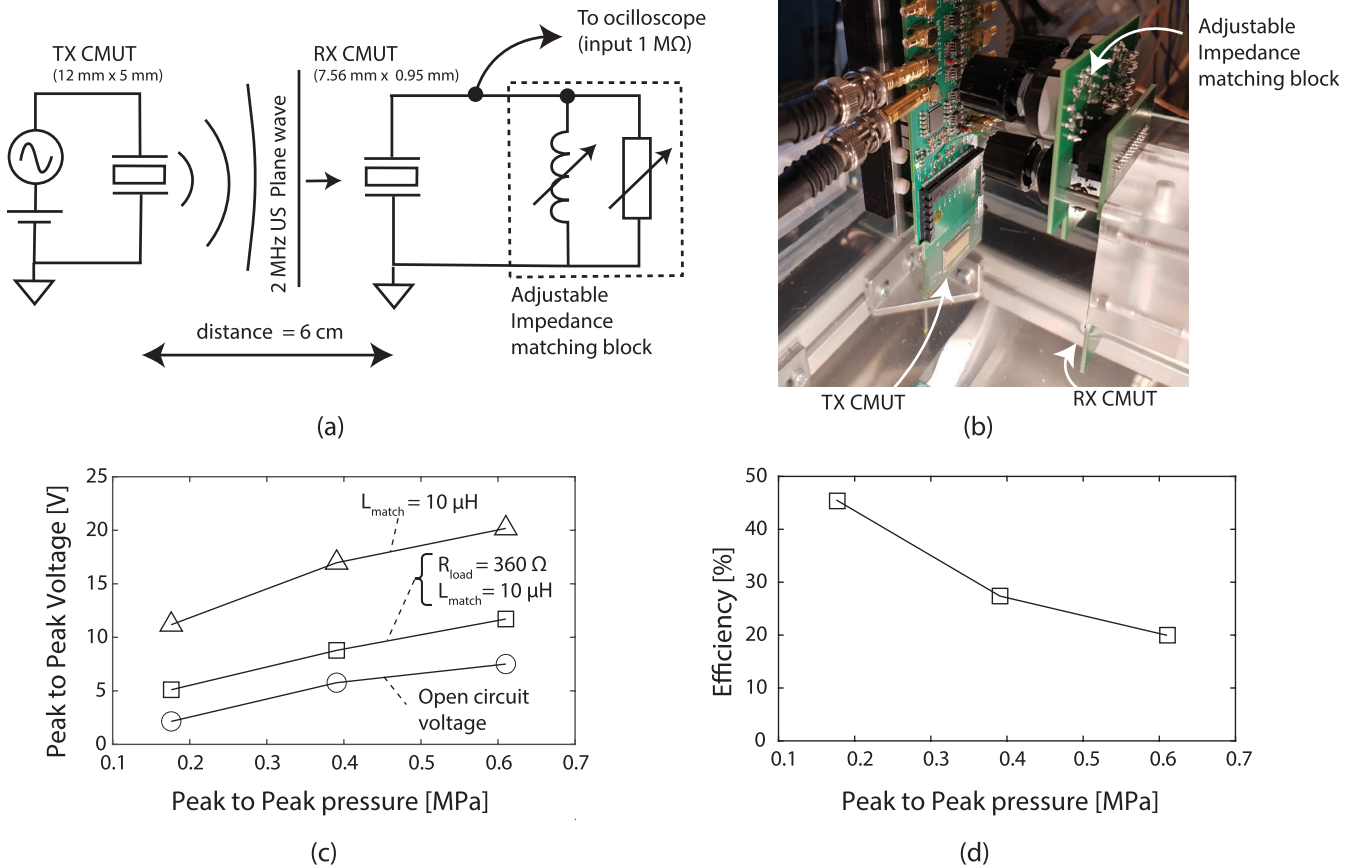 To ocilloscope
(input 1 MΩ)
TX CMUT
(12 mm x 5 mm)
RX CMUT
(7.56 mm x 0.95 mm)
2 MHz US Plane wave
Adjustable
Impedance
matching block
distance = 6 cm
(a)
Adjustable
Impedance
matching block
TX CMUT
RX CMUT
(b)
Peak to Peak Voltage [V]
25
20
15
10
5
0
Lmatch = 10 µH
Rload = 360 Ω
Lmatch = 10 µH
Open circuit
voltage
0.1 0.2 0.3 0.4 0.5 0.6 0.7
Peak to Peak pressure [MPa]
(c)
Efficiency [%]
50
40
30
20
10
0
0.1 0.2 0.3 0.4 0.5 0.6 0.7
Peak to Peak pressure [MPa]
(d)